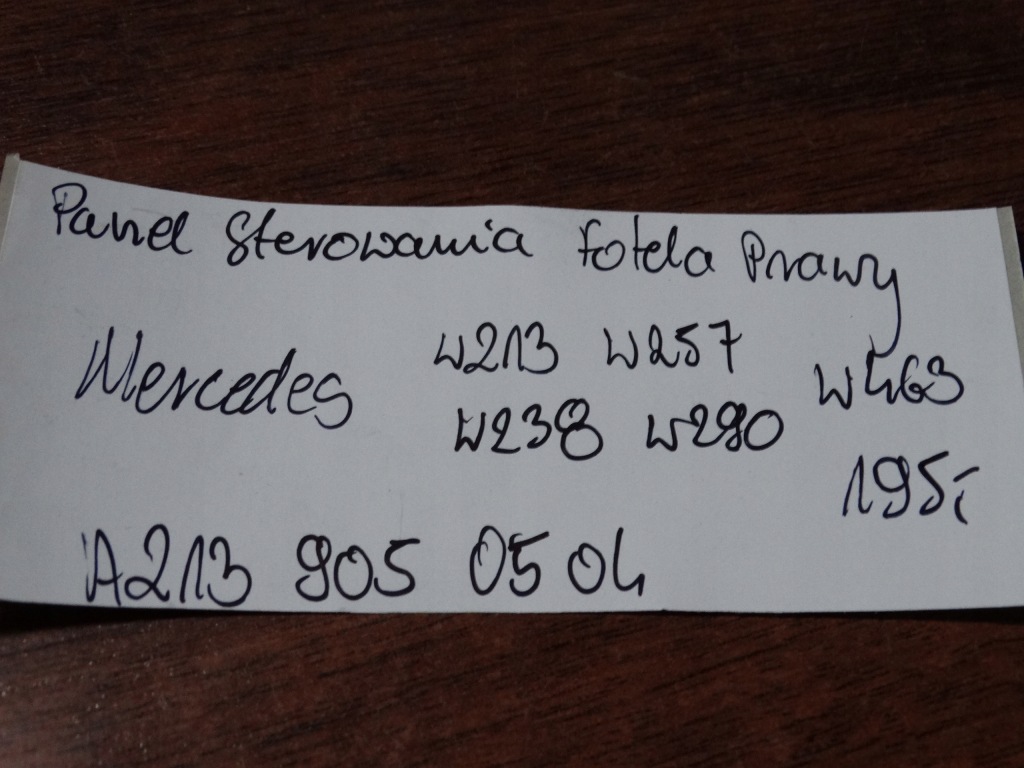 Panel Sterowania fotela Prawy
Mercedes W213 W257 W463
W238 W290
195,-
A213 905 05 04